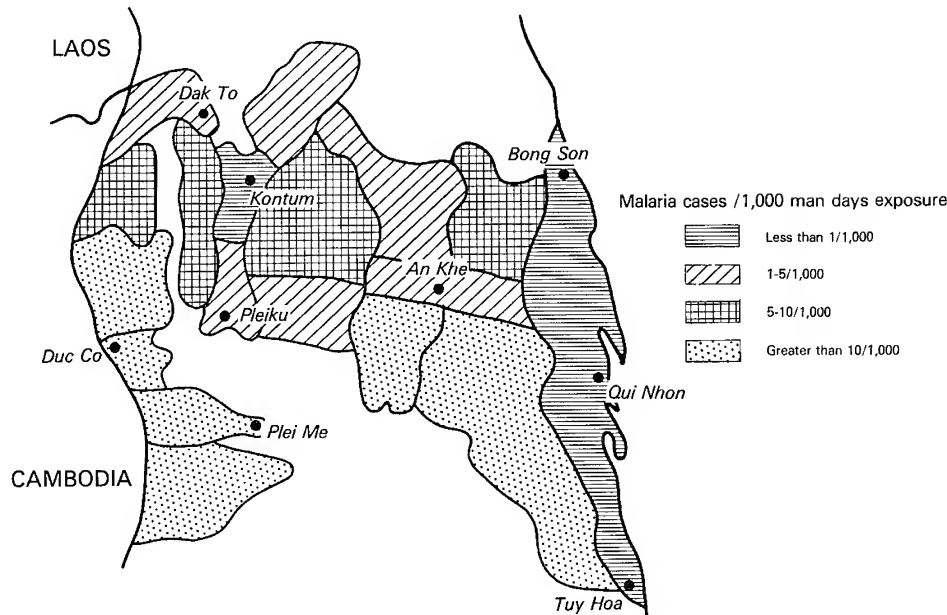 LAOS
Dak To
Bong Son
Kontum
An Khe
Pleiku
Duc Co
Qui Nhon
Plei Me
CAMBODIA
Tuy Hoa
Malaria cases /1,000 man days exposure
Less than 1/1,000
1-5/1,000
5-10/1,000
Greater than 10/1,000